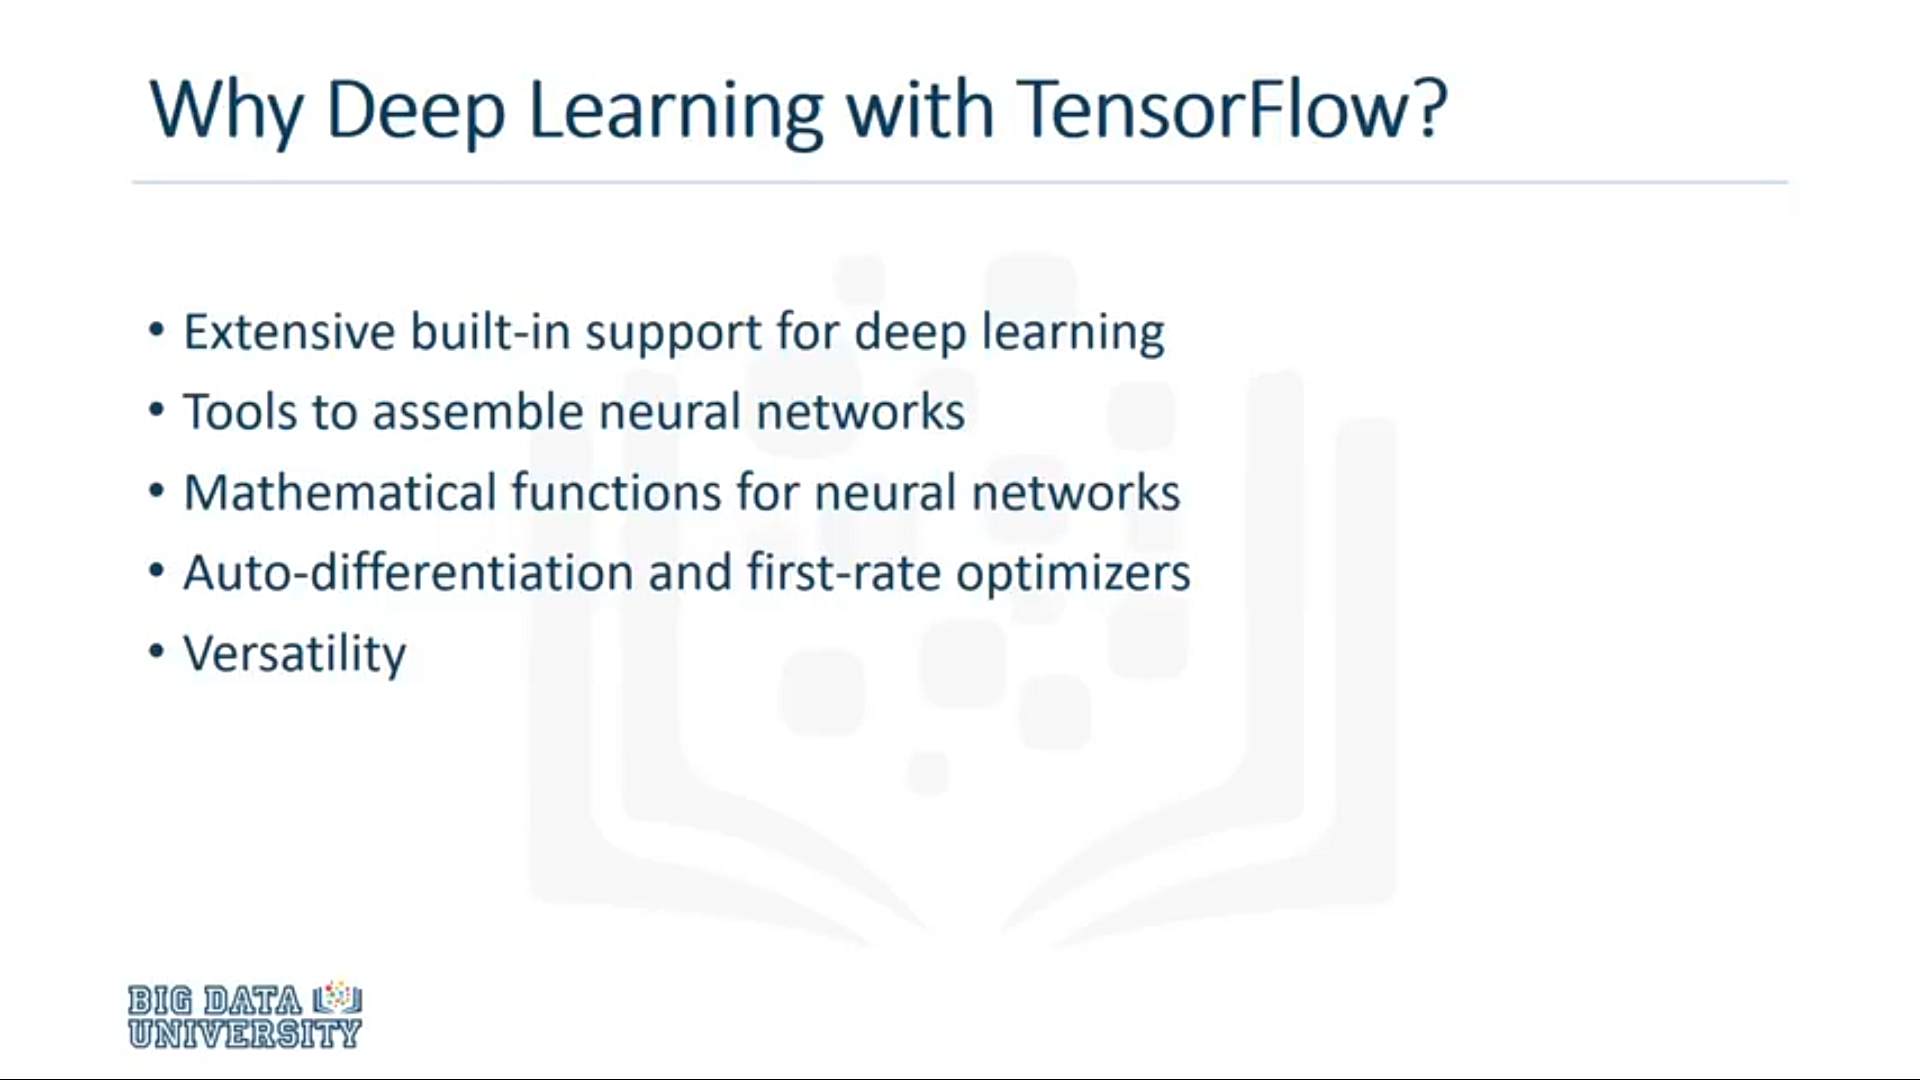 Why Deep Learning with TensorFlow?
• Extensive built-in support for deep learning
• Tools to assemble neural networks
• Mathematical functions for neural networks
• Auto-differentiation and first-rate optimizers
• Versatility
BIG DATA
UNIVERSITY